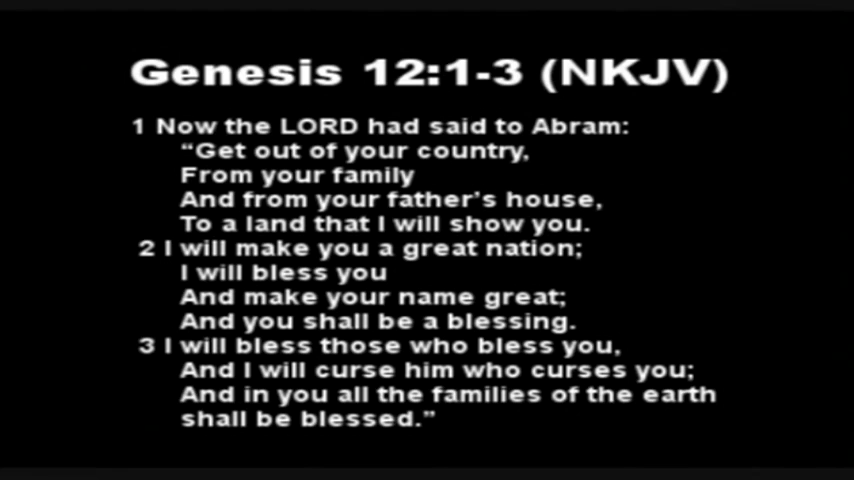 Genesis 12:1-3 (NKJV)
1 Now the LORD had said to Abram:
“Get out of your country,
From your family
And from your father’s house,
To a land that I will show you.
2 I will make you a great nation;
I will bless you
And make your name great;
And you shall be a blessing.
3 I will bless those who bless you,
And I will curse him who curses you;
And in you all the families of the earth
shall be blessed.”